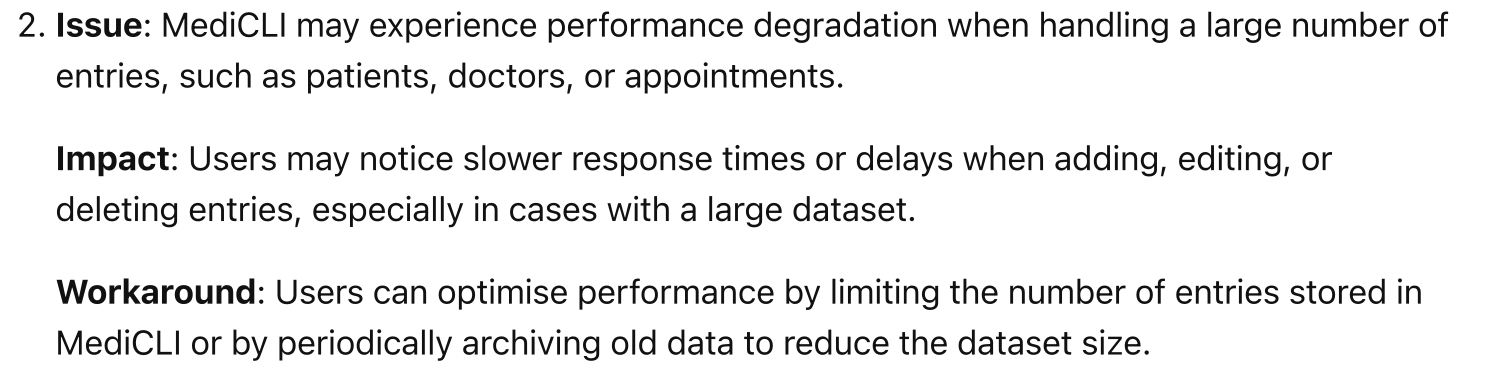 2. Issue: MediCLI may experience performance degradation when handling a large number of
entries, such as patients, doctors, or appointments.
Impact: Users may notice slower response times or delays when adding, editing, or
deleting entries, especially in cases with a large dataset.
Workaround: Users can optimise performance by limiting the number of entries stored in
MediCLI or by periodically archiving old data to reduce the dataset size.